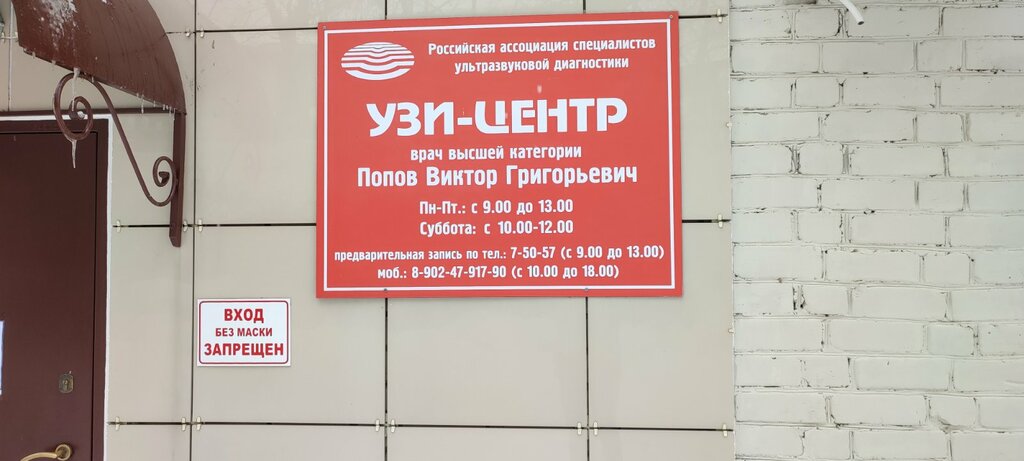 Российская ассоциация специалистов
ультразвуковой диагностики
УЗИ-ЦЕНТР
врач высшей категории
Попов Виктор Григорьевич
Пн-Пт.: с 9.00 до 13.00
Суббота: с 10.00-12.00
предварительная запись по тел.: 7-50-57 (с 9.00 до 13.00)
моб.: 8-902-47-917-90 (с 10.00 до 18.00)
ВХОД
БЕЗ МАСКИ
ЗАПРЕЩЕН